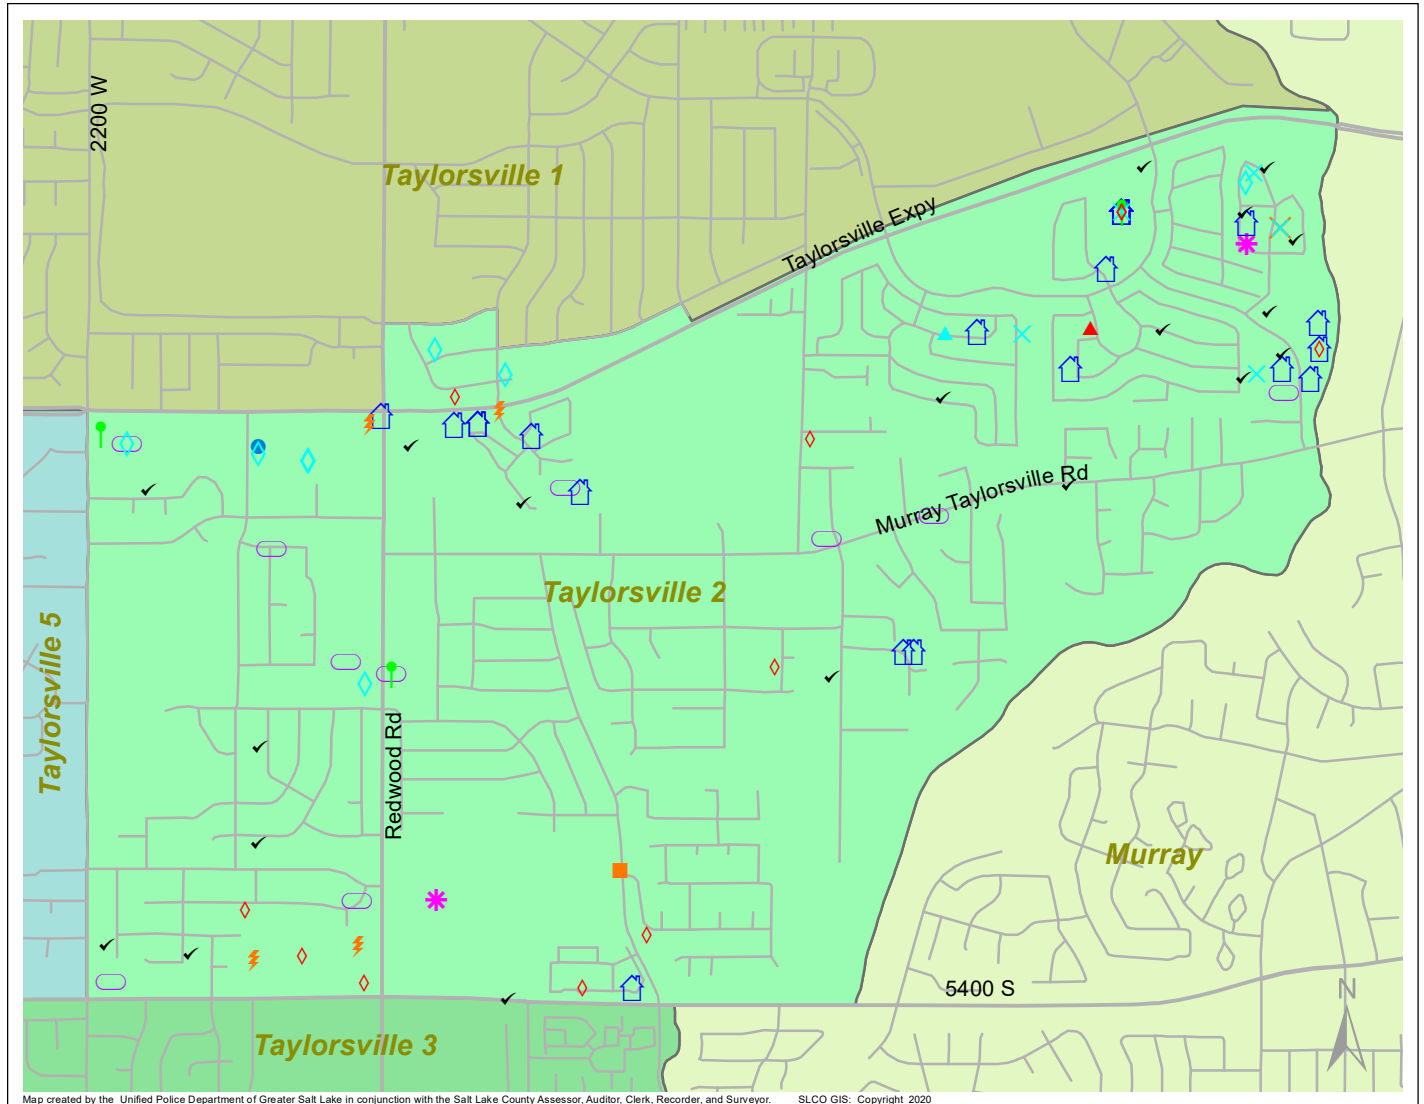 2200 W
Taylorsville 1
Taylorsville Expy
Murray Taylorsville Rd
Taylorsville 2
Taylorsville 5
Redwood Rd
Murray
5400 S
N
Taylorsville 3
Map created by the Unified Police Department of Greater Salt Lake in conjunction with the Salt Lake County Assessor, Auditor, Clerk, Recorder, and Surveyor. SLCO GIS: Copyright 2020